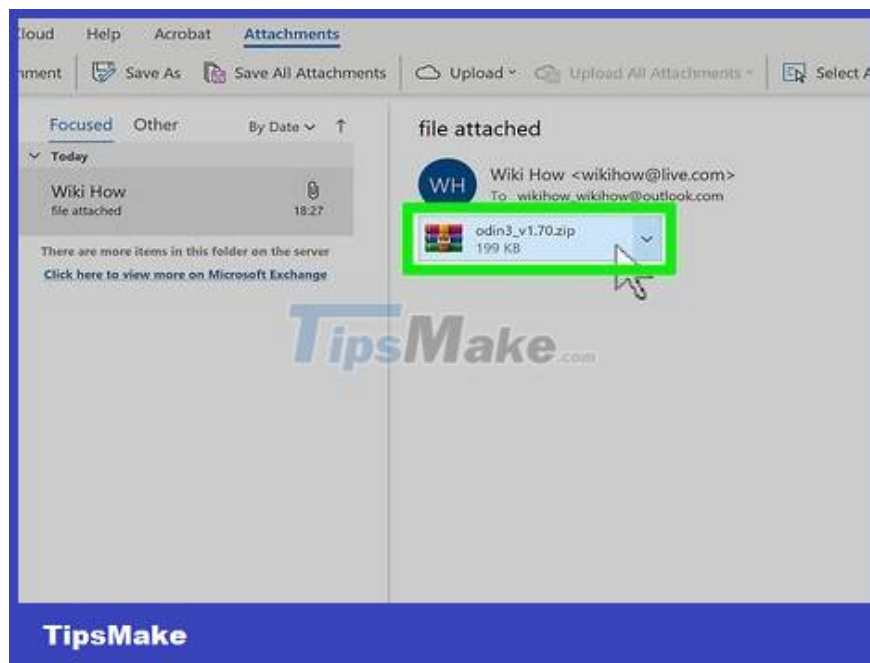 Cloud Help Acrobat Attachments
Save As Save All Attachments Upload Upload All Attachments Select
Focused Other By Date
Today
Wiki How
file attached 18:27
There are more items in this folder on the server
Click here to view more on Microsoft Exchange
file attached
WH
Wiki How <wikihow@live.com>
To wikihow_wikihow@outlook.com
odin3_v1.70.zip
199 KB
TipsMake.com
TipsMake